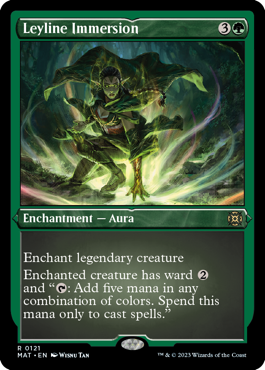 Leyline Immersion 3
Enchantment — Aura
Enchant legendary creature
Enchanted creature has ward 2
and “T: Add five mana in any
combination of colors. Spend this
mana only to cast spells.”
R 0121
MAT • EN Wisnu Tan
™ & © 2023 Wizards of the Coast